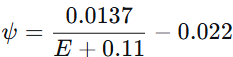 ψ = 0.0137 / (E + 0.11) − 0.022